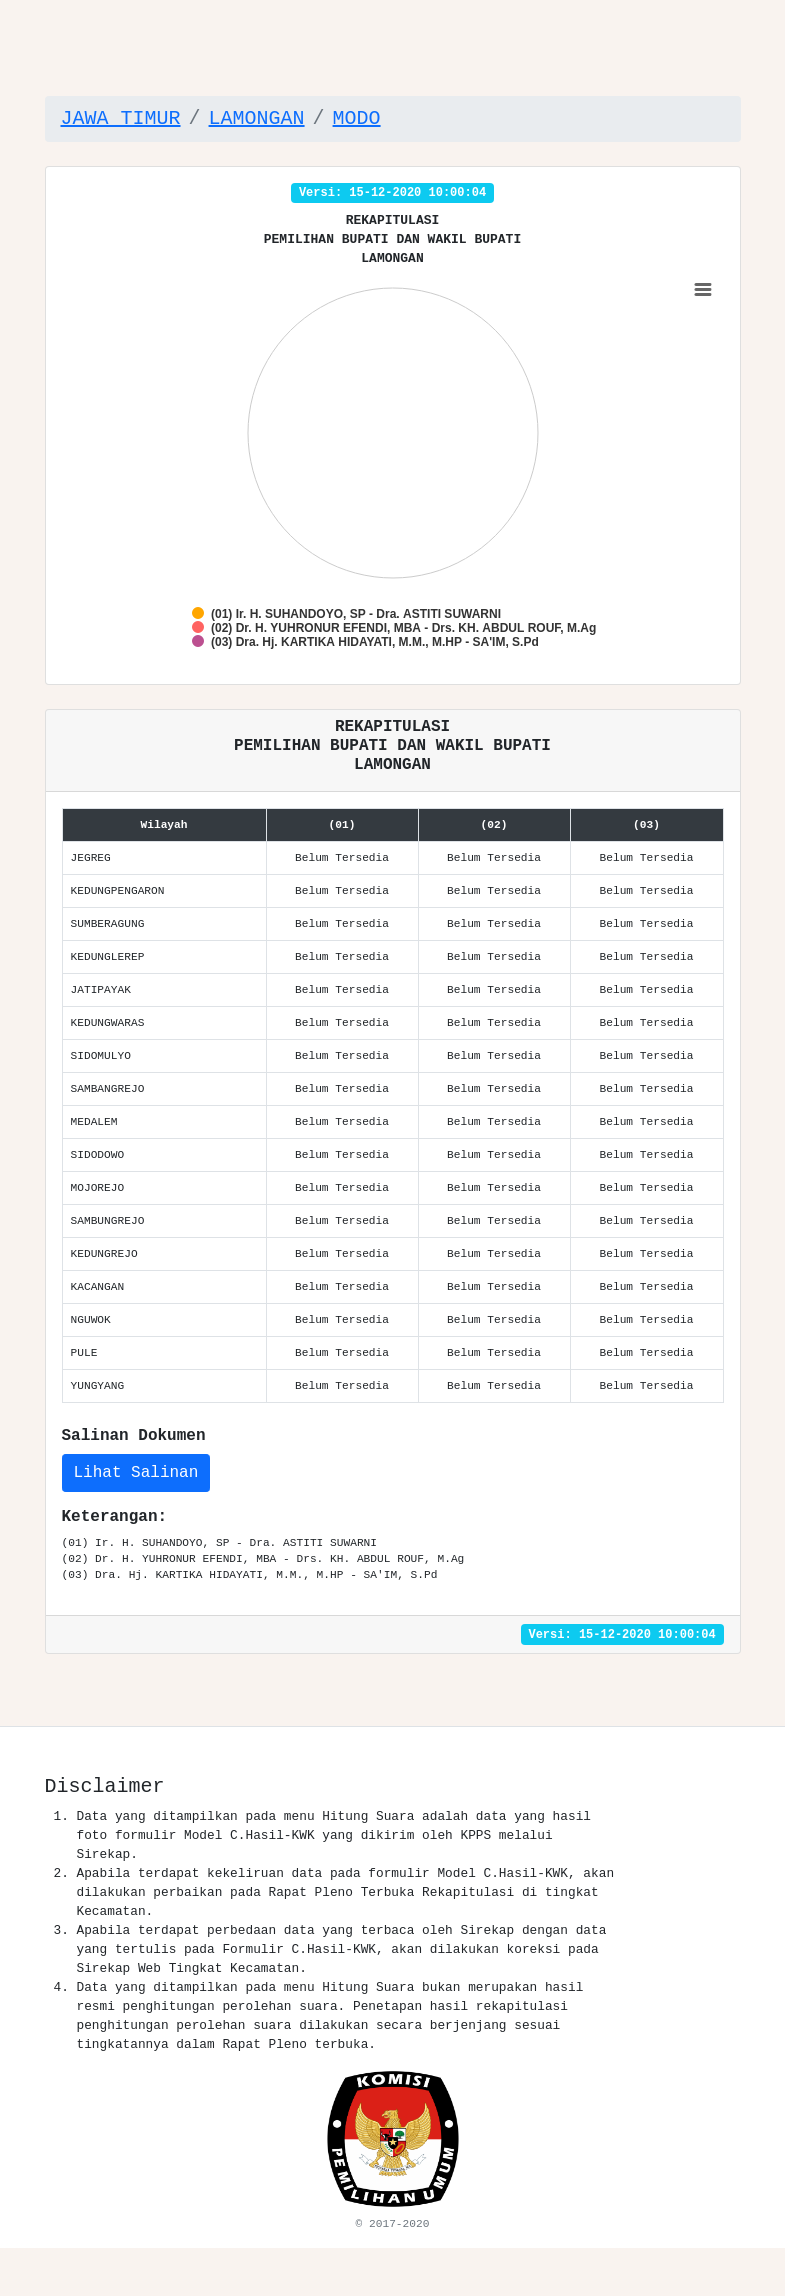 JAWA TIMUR / LAMONGAN / MODO
Versi: 15-12-2020 10:00:04
REKAPITULASI
PEMILIHAN BUPATI DAN WAKIL BUPATI
LAMONGAN
(01) Ir. H. SUHANDOYO, SP - Dra. ASTITI SUWARNI
(02) Dr. H. YUHRONUR EFENDI, MBA - Drs. KH. ABDUL ROUF, M.Ag
(03) Dra. Hj. KARTIKA HIDAYATI, M.M., M.HP - SA'IM, S.Pd
REKAPITULASI
PEMILIHAN BUPATI DAN WAKIL BUPATI
LAMONGAN
Wilayah (01) (02) (03)
JEGREG Belum Tersedia Belum Tersedia Belum Tersedia
KEDUNGPENGARON Belum Tersedia Belum Tersedia Belum Tersedia
SUMBERAGUNG Belum Tersedia Belum Tersedia Belum Tersedia
KEDUNGLEREP Belum Tersedia Belum Tersedia Belum Tersedia
JATIPAYAK Belum Tersedia Belum Tersedia Belum Tersedia
KEDUNGWARAS Belum Tersedia Belum Tersedia Belum Tersedia
SIDOMULYO Belum Tersedia Belum Tersedia Belum Tersedia
SAMBANGREJO Belum Tersedia Belum Tersedia Belum Tersedia
MEDALEM Belum Tersedia Belum Tersedia Belum Tersedia
SIDODOWO Belum Tersedia Belum Tersedia Belum Tersedia
MOJOREJO Belum Tersedia Belum Tersedia Belum Tersedia
SAMBUNGREJO Belum Tersedia Belum Tersedia Belum Tersedia
KEDUNGREJO Belum Tersedia Belum Tersedia Belum Tersedia
KACANGAN Belum Tersedia Belum Tersedia Belum Tersedia
NGUWOK Belum Tersedia Belum Tersedia Belum Tersedia
PULE Belum Tersedia Belum Tersedia Belum Tersedia
YUNGYANG Belum Tersedia Belum Tersedia Belum Tersedia
Salinan Dokumen
Lihat Salinan
Keterangan:
(01) Ir. H. SUHANDOYO, SP - Dra. ASTITI SUWARNI
(02) Dr. H. YUHRONUR EFENDI, MBA - Drs. KH. ABDUL ROUF, M.Ag
(03) Dra. Hj. KARTIKA HIDAYATI, M.M., M.HP - SA'IM, S.Pd
Versi: 15-12-2020 10:00:04
Disclaimer
1. Data yang ditampilkan pada menu Hitung Suara adalah data yang hasil
foto formulir Model C.Hasil-KWK yang dikirim oleh KPPS melalui
Sirekap.
2. Apabila terdapat kekeliruan data pada formulir Model C.Hasil-KWK, akan
dilakukan perbaikan pada Rapat Pleno Terbuka Rekapitulasi di tingkat
Kecamatan.
3. Apabila terdapat perbedaan data yang terbaca oleh Sirekap dengan data
yang tertulis pada Formulir C.Hasil-KWK, akan dilakukan koreksi pada
Sirekap Web Tingkat Kecamatan.
4. Data yang ditampilkan pada menu Hitung Suara bukan merupakan hasil
resmi penghitungan perolehan suara. Penetapan hasil rekapitulasi
penghitungan perolehan suara dilakukan secara berjenjang sesuai
tingkatannya dalam Rapat Pleno terbuka.
KOMISI
PEMILIHAN UMUM
© 2017-2020